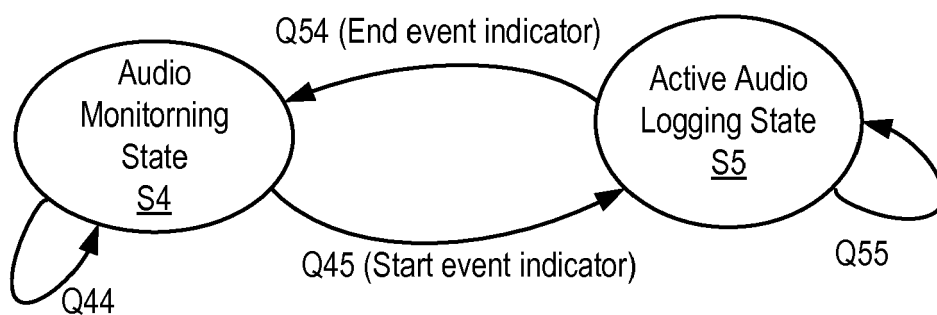 Q54 (End event indicator)
Audio
Monitorning
State
S4
Active Audio
Logging State
S5
Q45 (Start event indicator)
Q55
Q44